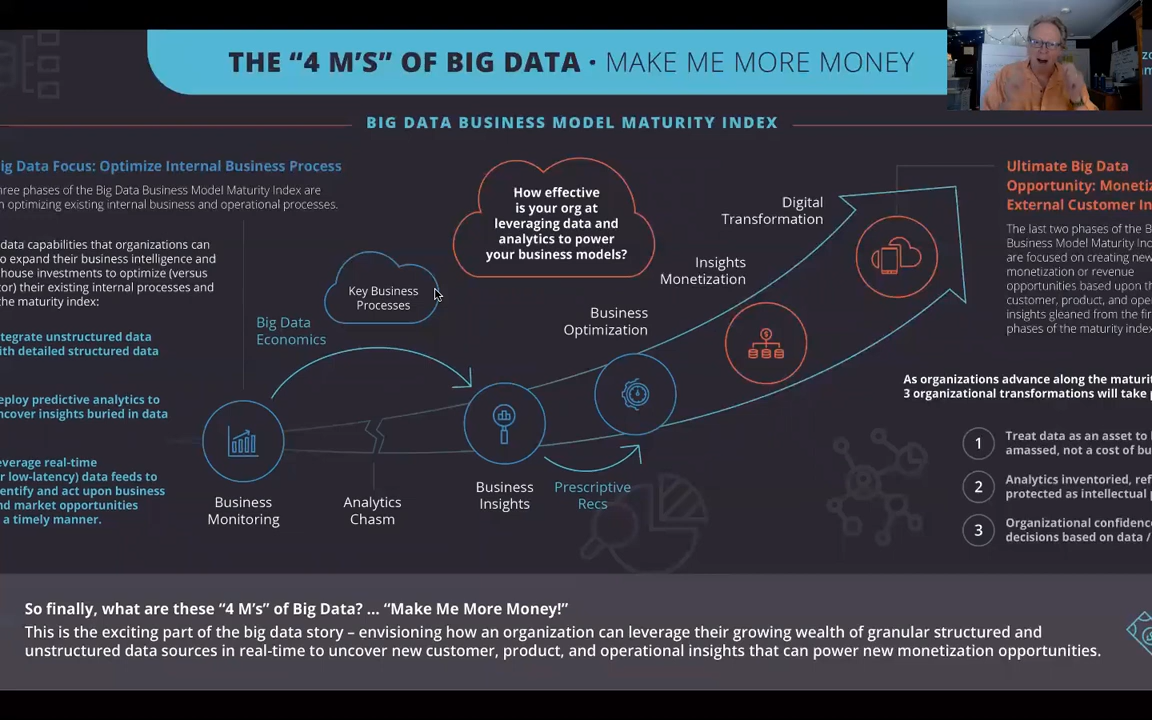 THE “4 M'S” OF BIG DATA · MAKE ME MORE MONEY
BIG DATA BUSINESS MODEL MATURITY INDEX
ig Data Focus: Optimize Internal Business Process
hree phases of the Big Data Business Model Maturity Index are
n optimizing existing internal business and operational processes.
data capabilities that organizations can
o expand their business intelligence and
house investments to optimize (versus
tor) their existing internal processes and
the maturity index:
tegrate unstructured data
ith detailed structured data
eploy predictive analytics to
ncover insights buried in data
everage real-time
r low-latency) data feeds to
entify and act upon business
nd market opportunities
a timely manner.
Big Data
Economics
Key Business
Processes
How effective
is your org at
leveraging data and
analytics to power
your business models?
Business
Monitoring
Analytics
Chasm
Business
Insights
Prescriptive
Recs
Business
Optimization
Insights
Monetization
Digital
Transformation
Ultimate Big Data
Opportunity: Monetiz
External Customer In
The last two phases of the B
Business Model Maturity Ind
are focused on creating new
monetization or revenue
opportunities based upon th
customer, product, and ope
insights gleaned from the fir
phases of the maturity index
As organizations advance along the maturit
3 organizational transformations will take p
1 Treat data as an asset to
amassed, not a cost of bu
2 Analytics inventoried, ref
protected as intellectual p
3 Organizational confidence
decisions based on data /
So finally, what are these “4 M's” of Big Data? ... “Make Me More Money!”
This is the exciting part of the big data story – envisioning how an organization can leverage their growing wealth of granular structured and
unstructured data sources in real-time to uncover new customer, product, and operational insights that can power new monetization opportunities.